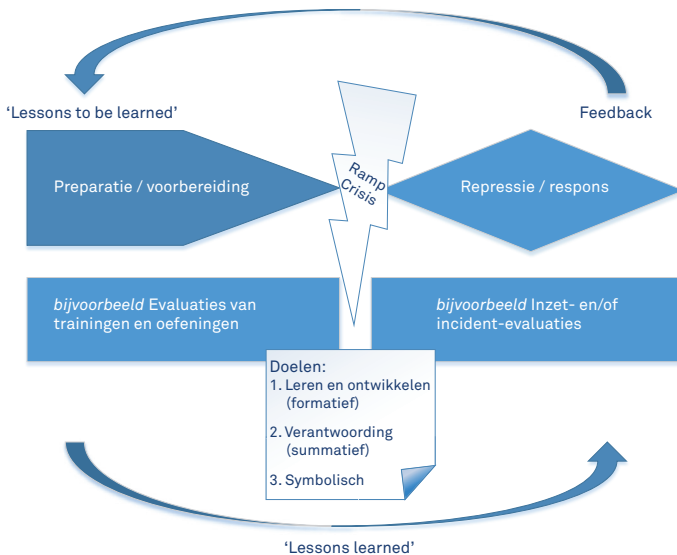 ‘Lessons to be learned’
Feedback
Preparatie / voorbereiding
Ramp
Crisis
Repressie / respons
bijvoorbeeld Evaluaties van
trainingen en oefeningen
bijvoorbeeld Inzet- en/of
incident-evaluaties
Doelen:
1. Leren en ontwikkelen
(formatief)
2. Verantwoording
(summatief)
3. Symbolisch
‘Lessons learned’